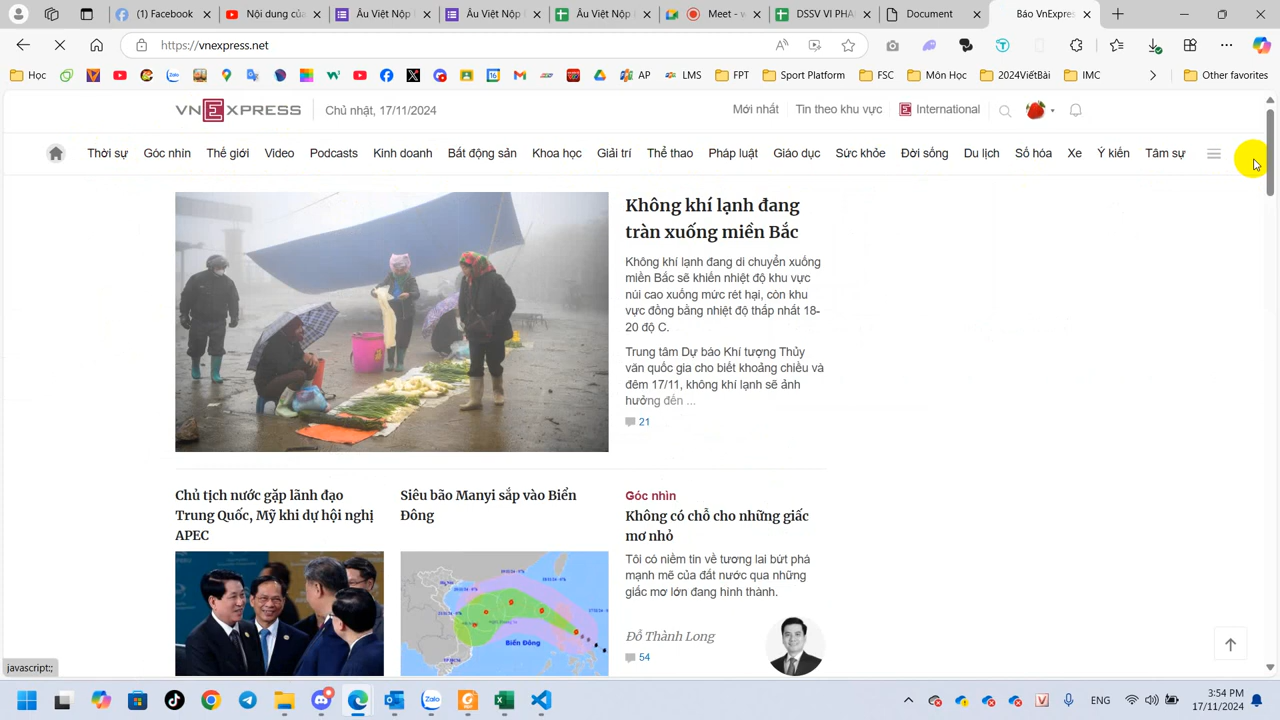 (1) Facebook
Nội dung củ
Âu Việt Nộp
Âu Việt Nộp
Âu Việt Nộp
Meet -
DSSV VI PHA
Document
Báo VnExpres
https://vnexpress.net
Học
AP
LMS
FPT
Sport Platform
FSC
Môn Học
2024ViếtBài
IMC
Other favorites
VNEXPRESS
Chủ nhật, 17/11/2024
Mới nhất
Tin theo khu vực
International
Thời sự
Góc nhìn
Thế giới
Video
Podcasts
Kinh doanh
Bất động sản
Khoa học
Giải trí
Thể thao
Pháp luật
Giáo dục
Sức khỏe
Đời sống
Du lịch
Số hóa
Xe
Ý kiến
Tâm sự
Không khí lạnh đang
tràn xuống miền Bắc
Không khí lạnh đang di chuyển xuống
miền Bắc sẽ khiến nhiệt độ khu vực
núi cao xuống mức rét hại, còn khu
vực đồng bằng nhiệt độ thấp nhất 18-
20 độ C.
Trung tâm Dự báo Khí tượng Thủy
văn quốc gia cho biết khoảng chiều và
đêm 17/11, không khí lạnh sẽ ảnh
hưởng đến ...
21
Chủ tịch nước gặp lãnh đạo
Trung Quốc, Mỹ khi dự hội nghị
APEC
Siêu bão Manyi sắp vào Biển
Đông
Biển Đông
Góc nhìn
Không có chỗ cho những giấc
mơ nhỏ
Tôi có niềm tin về tương lai bứt phá
mạnh mẽ của đất nước qua những
giấc mơ lớn đang hình thành.
Đỗ Thành Long
54
javascript:;
ENG
3:54 PM
17/11/2024